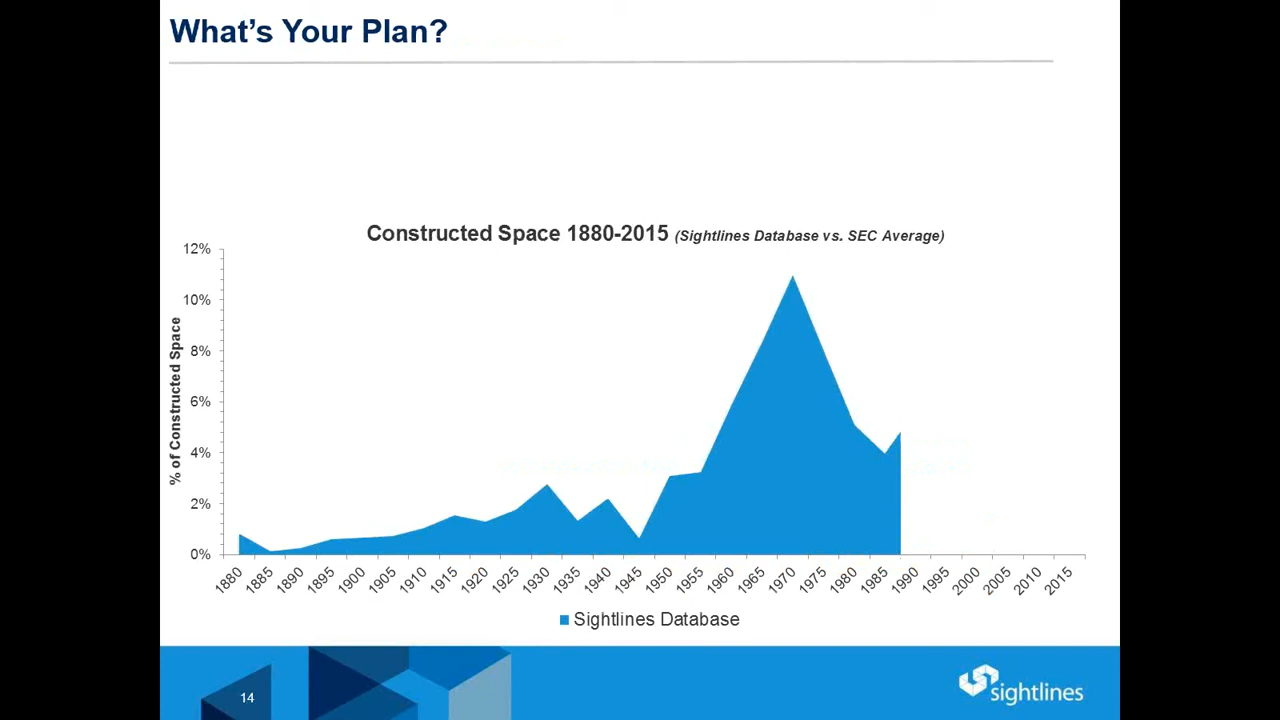 What's Your Plan?
Constructed Space 1880-2015 (Sightlines Database vs. SEC Average)
% of Constructed Space
12%
10%
8%
6%
4%
2%
0%
1880 1885 1890 1895 1900 1905 1910 1915 1920 1925 1930 1935 1940 1945 1950 1955 1960 1965 1970 1975 1980 1985 1990 1995 2000 2005 2010 2015
Sightlines Database
14
sightlines